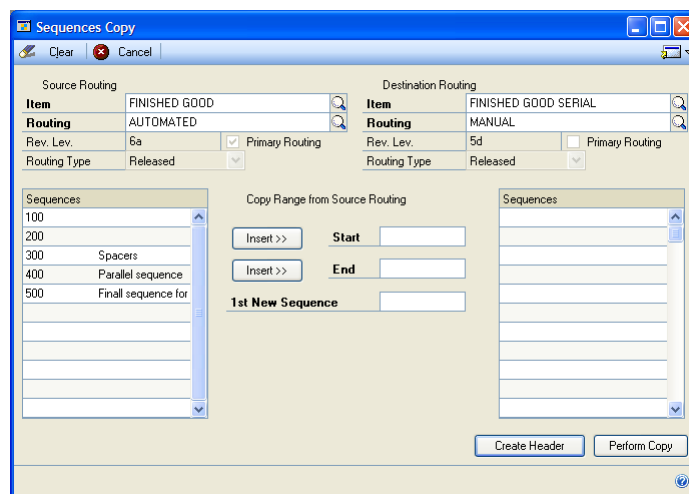 Sequences Copy
Clear Cancel
Source Routing Destination Routing
Item FINISHED GOOD Item FINISHED GOOD SERIAL
Routing AUTOMATED Routing MANUAL
Rev. Lev. 6a Primary Routing Rev. Lev. 5d Primary Routing
Routing Type Released Routing Type Released
Sequences Copy Range from Source Routing Sequences
100
200
Insert >> Start
300 Spacers
400 Parallel sequence
Insert >> End
500 Finall sequence for
1st New Sequence
Create Header Perform Copy